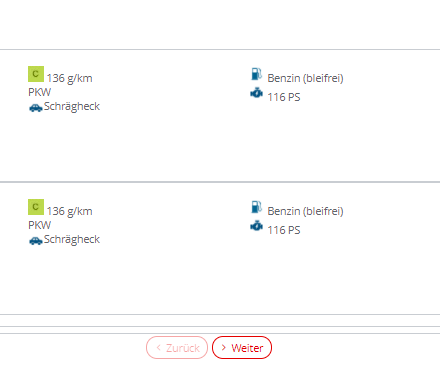 C 136 g/km
PKW
Schrägheck
Benzin (bleifrei)
116 PS
C 136 g/km
PKW
Schrägheck
Benzin (bleifrei)
116 PS
Zurück
Weiter